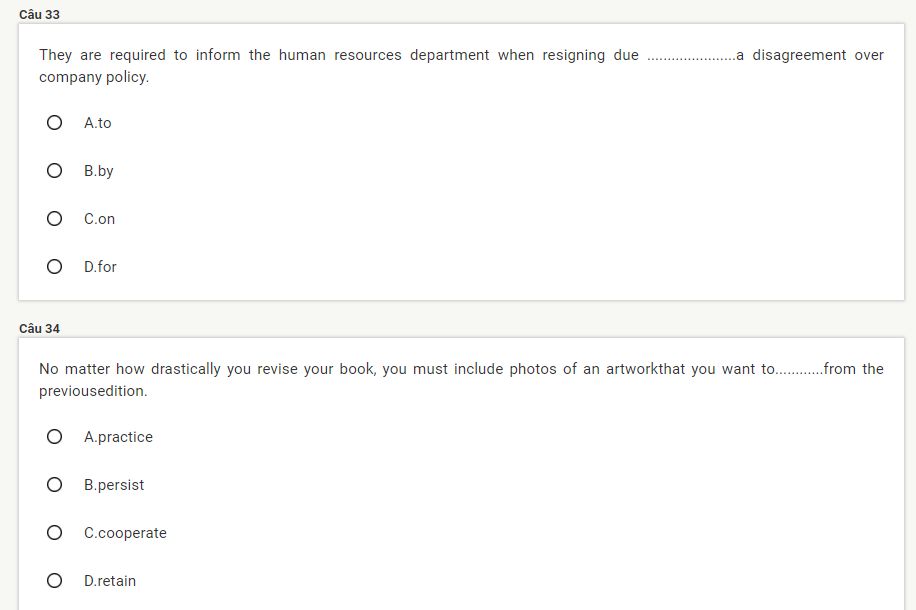 Câu 33
They are required to inform the human resources department when resigning due ......................a disagreement over
company policy.
A.to
B.by
C.on
D.for
Câu 34
No matter how drastically you revise your book, you must include photos of an artworkthat you want to............from the
previousedition.
A.practice
B.persist
C.cooperate
D.retain